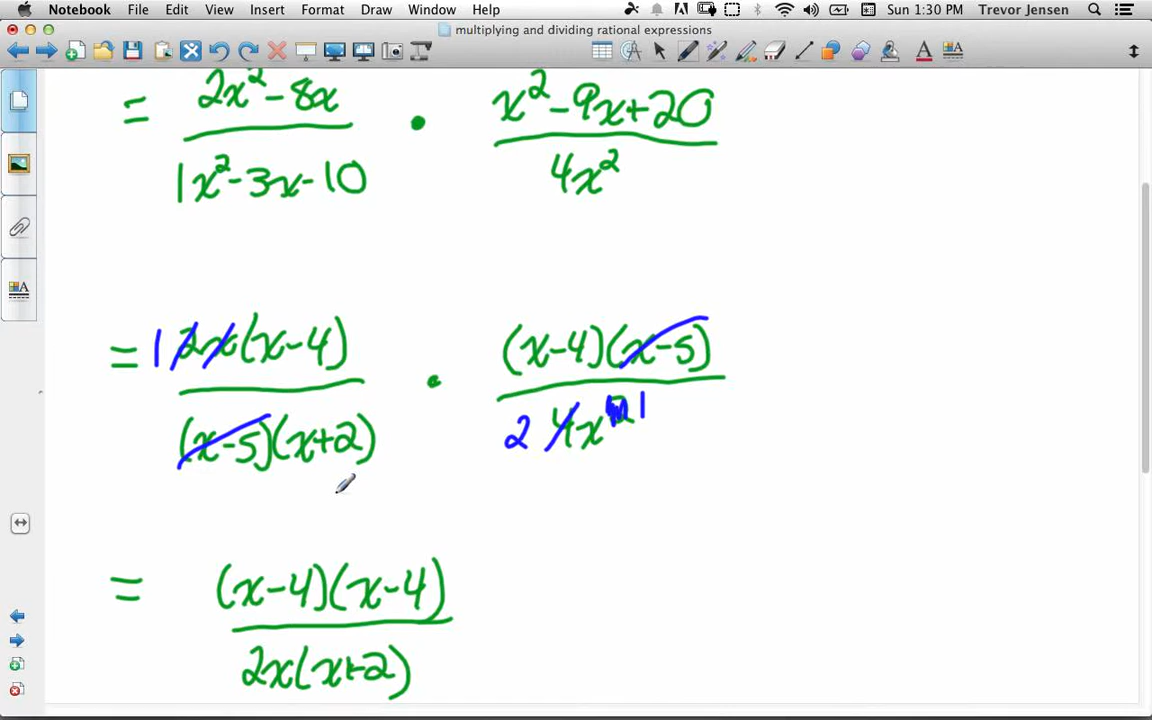 Notebook File Edit View Insert Format Draw Window Help Sun 1:30 PM Trevor Jensen
multiplying and dividing rational expressions
= 2x² - 8x / 1x² - 3x - 10 · x² - 9x + 20 / 4x²
= 1 2x(x-4) / (x-5)(x+2) · (x-4)(x-5) / 2 4x² 1
= (x-4)(x-4) / 2x(x+2)